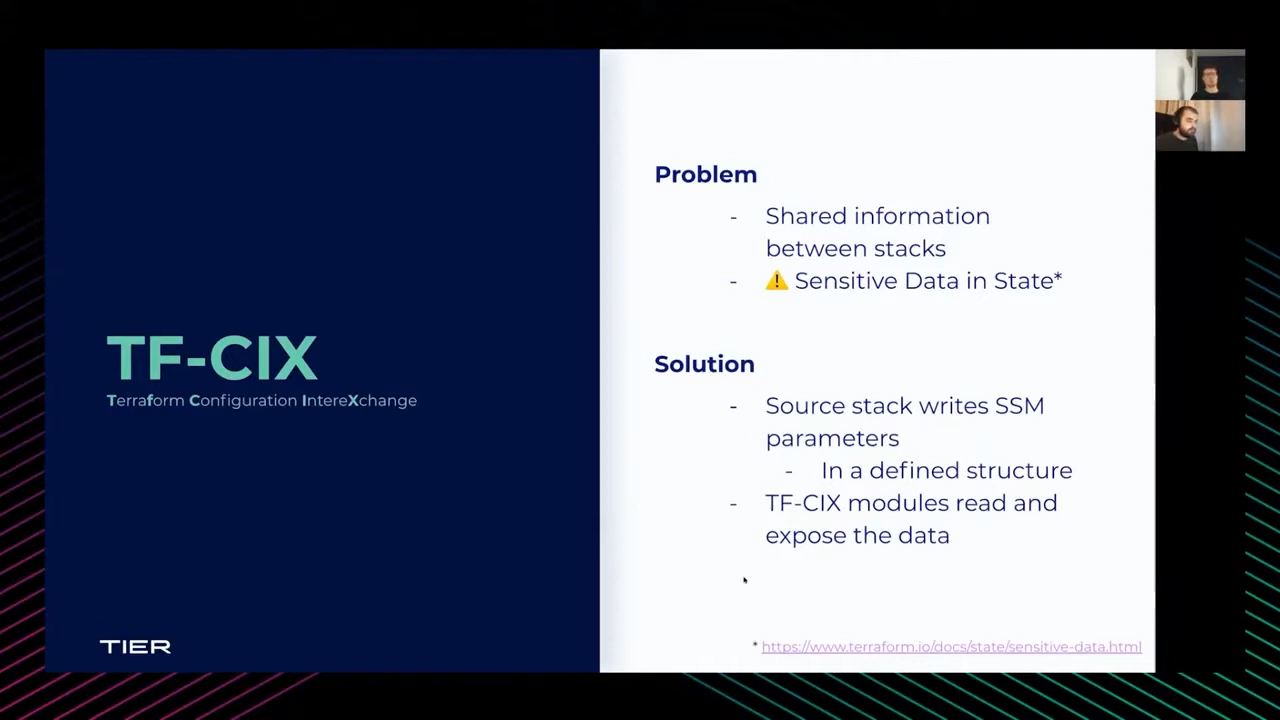 TF-CIX
Terraform Configuration IntereXchange
TIER
Problem
- Shared information
between stacks
- ⚠️ Sensitive Data in State*
Solution
- Source stack writes SSM
parameters
- In a defined structure
- TF-CIX modules read and
expose the data
* https://www.terraform.io/docs/state/sensitive-data.html